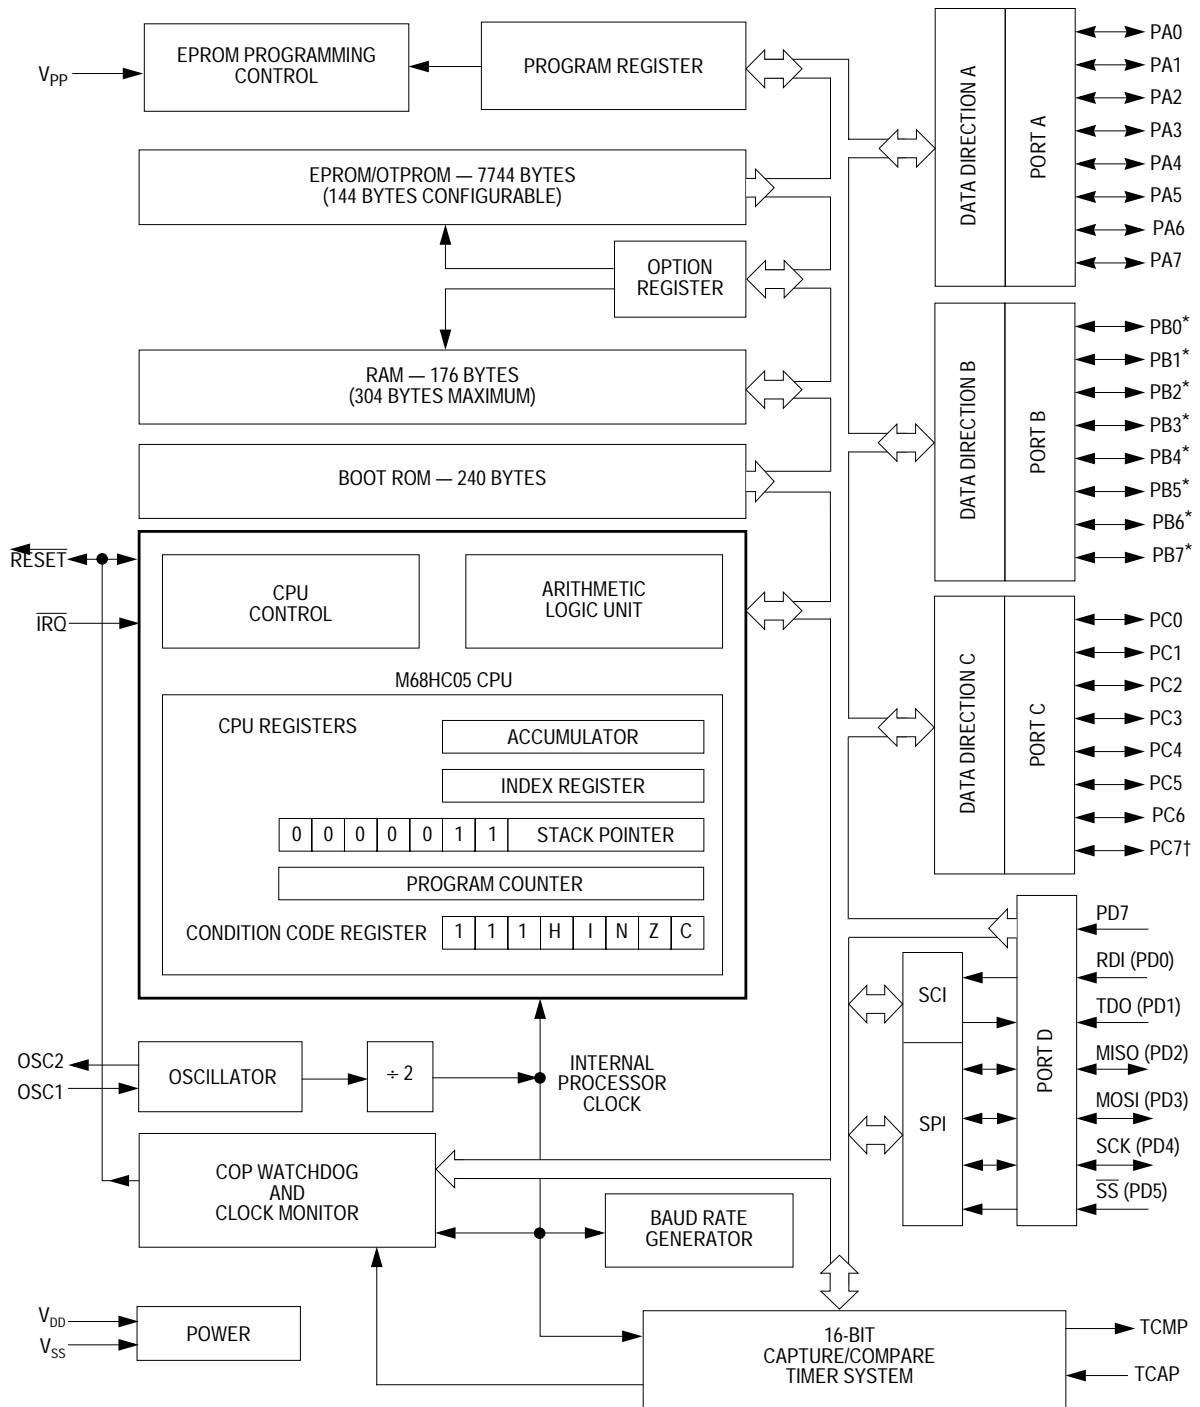 V_PP
EPROM PROGRAMMING
CONTROL
PROGRAM REGISTER
EPROM/OTPROM — 7744 BYTES
(144 BYTES CONFIGURABLE)
OPTION
REGISTER
RAM — 176 BYTES
(304 BYTES MAXIMUM)
BOOT ROM — 240 BYTES
RESET
IRQ
CPU
CONTROL
ARITHMETIC
LOGIC UNIT
M68HC05 CPU
CPU REGISTERS
ACCUMULATOR
INDEX REGISTER
0 0 0 0 0 1 1 STACK POINTER
PROGRAM COUNTER
CONDITION CODE REGISTER 1 1 1 H I N Z C
OSC2
OSC1
OSCILLATOR
÷ 2
INTERNAL
PROCESSOR
CLOCK
COP WATCHDOG
AND
CLOCK MONITOR
BAUD RATE
GENERATOR
V_DD
V_SS
POWER
16-BIT
CAPTURE/COMPARE
TIMER SYSTEM
TCMP
TCAP
DATA DIRECTION A
PORT A
PA0
PA1
PA2
PA3
PA4
PA5
PA6
PA7
DATA DIRECTION B
PORT B
PB0*
PB1*
PB2*
PB3*
PB4*
PB5*
PB6*
PB7*
DATA DIRECTION C
PORT C
PC0
PC1
PC2
PC3
PC4
PC5
PC6
PC7†
SCI
SPI
PORT D
PD7
RDI (PD0)
TDO (PD1)
MISO (PD2)
MOSI (PD3)
SCK (PD4)
SS (PD5)